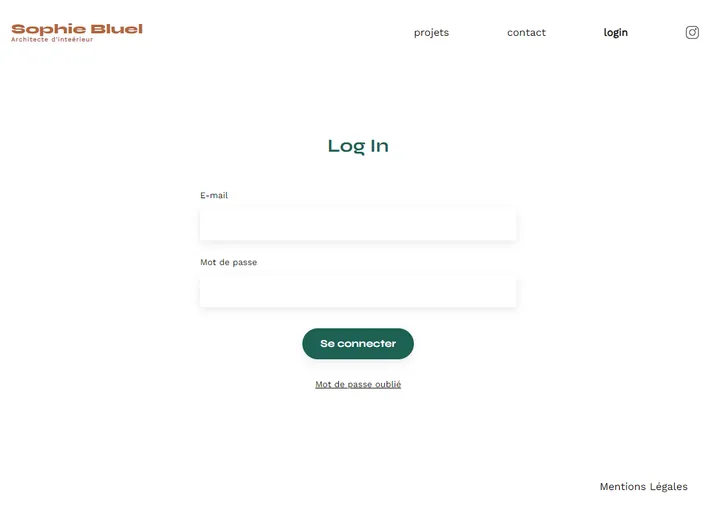 Sophie Bluel
Architecte d'inteérieur
projets
contact
login
Log In
E-mail
Mot de passe
Se connecter
Mot de passe oublié
Mentions Légales